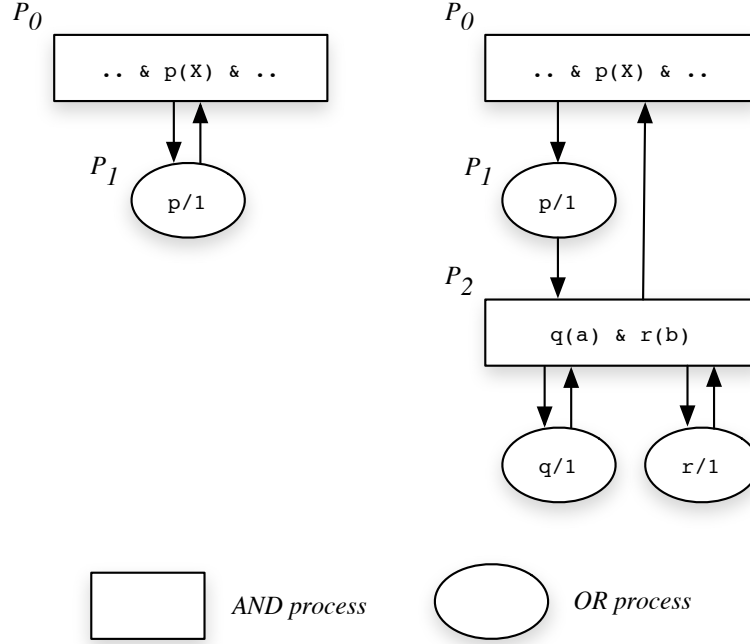 P0 P0
.. & p(X) & .. .. & p(X) & ..
P1 P1
p/1 p/1
P2
q(a) & r(b)
q/1 r/1
AND process OR process